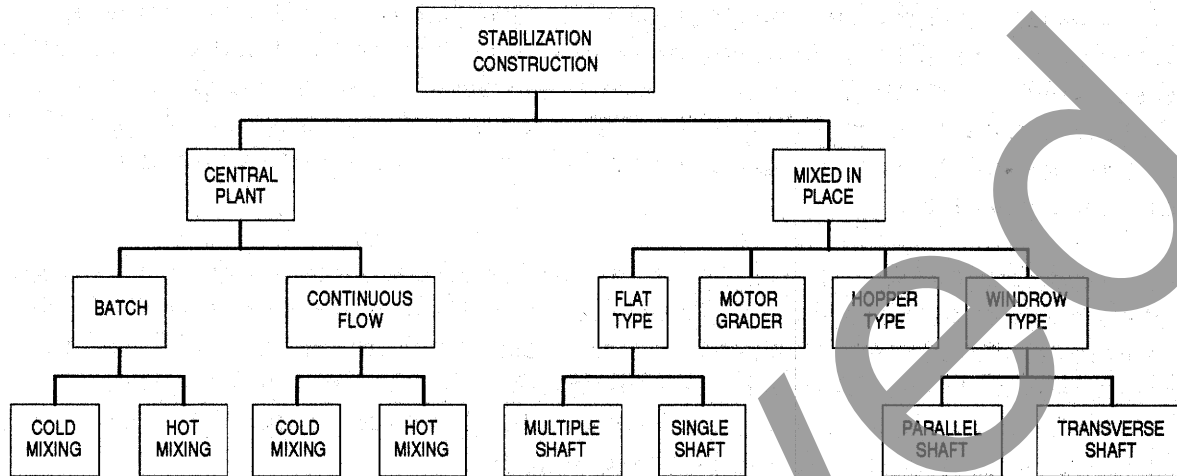 STABILIZATION
CONSTRUCTION
CENTRAL
PLANT
MIXED IN
PLACE
BATCH
CONTINUOUS
FLOW
FLAT
TYPE
MOTOR
GRADER
HOPPER
TYPE
WINDROW
TYPE
COLD
MIXING
HOT
MIXING
COLD
MIXING
HOT
MIXING
MULTIPLE
SHAFT
SINGLE
SHAFT
PARALLEL
SHAFT
TRANSVERSE
SHAFT
ed